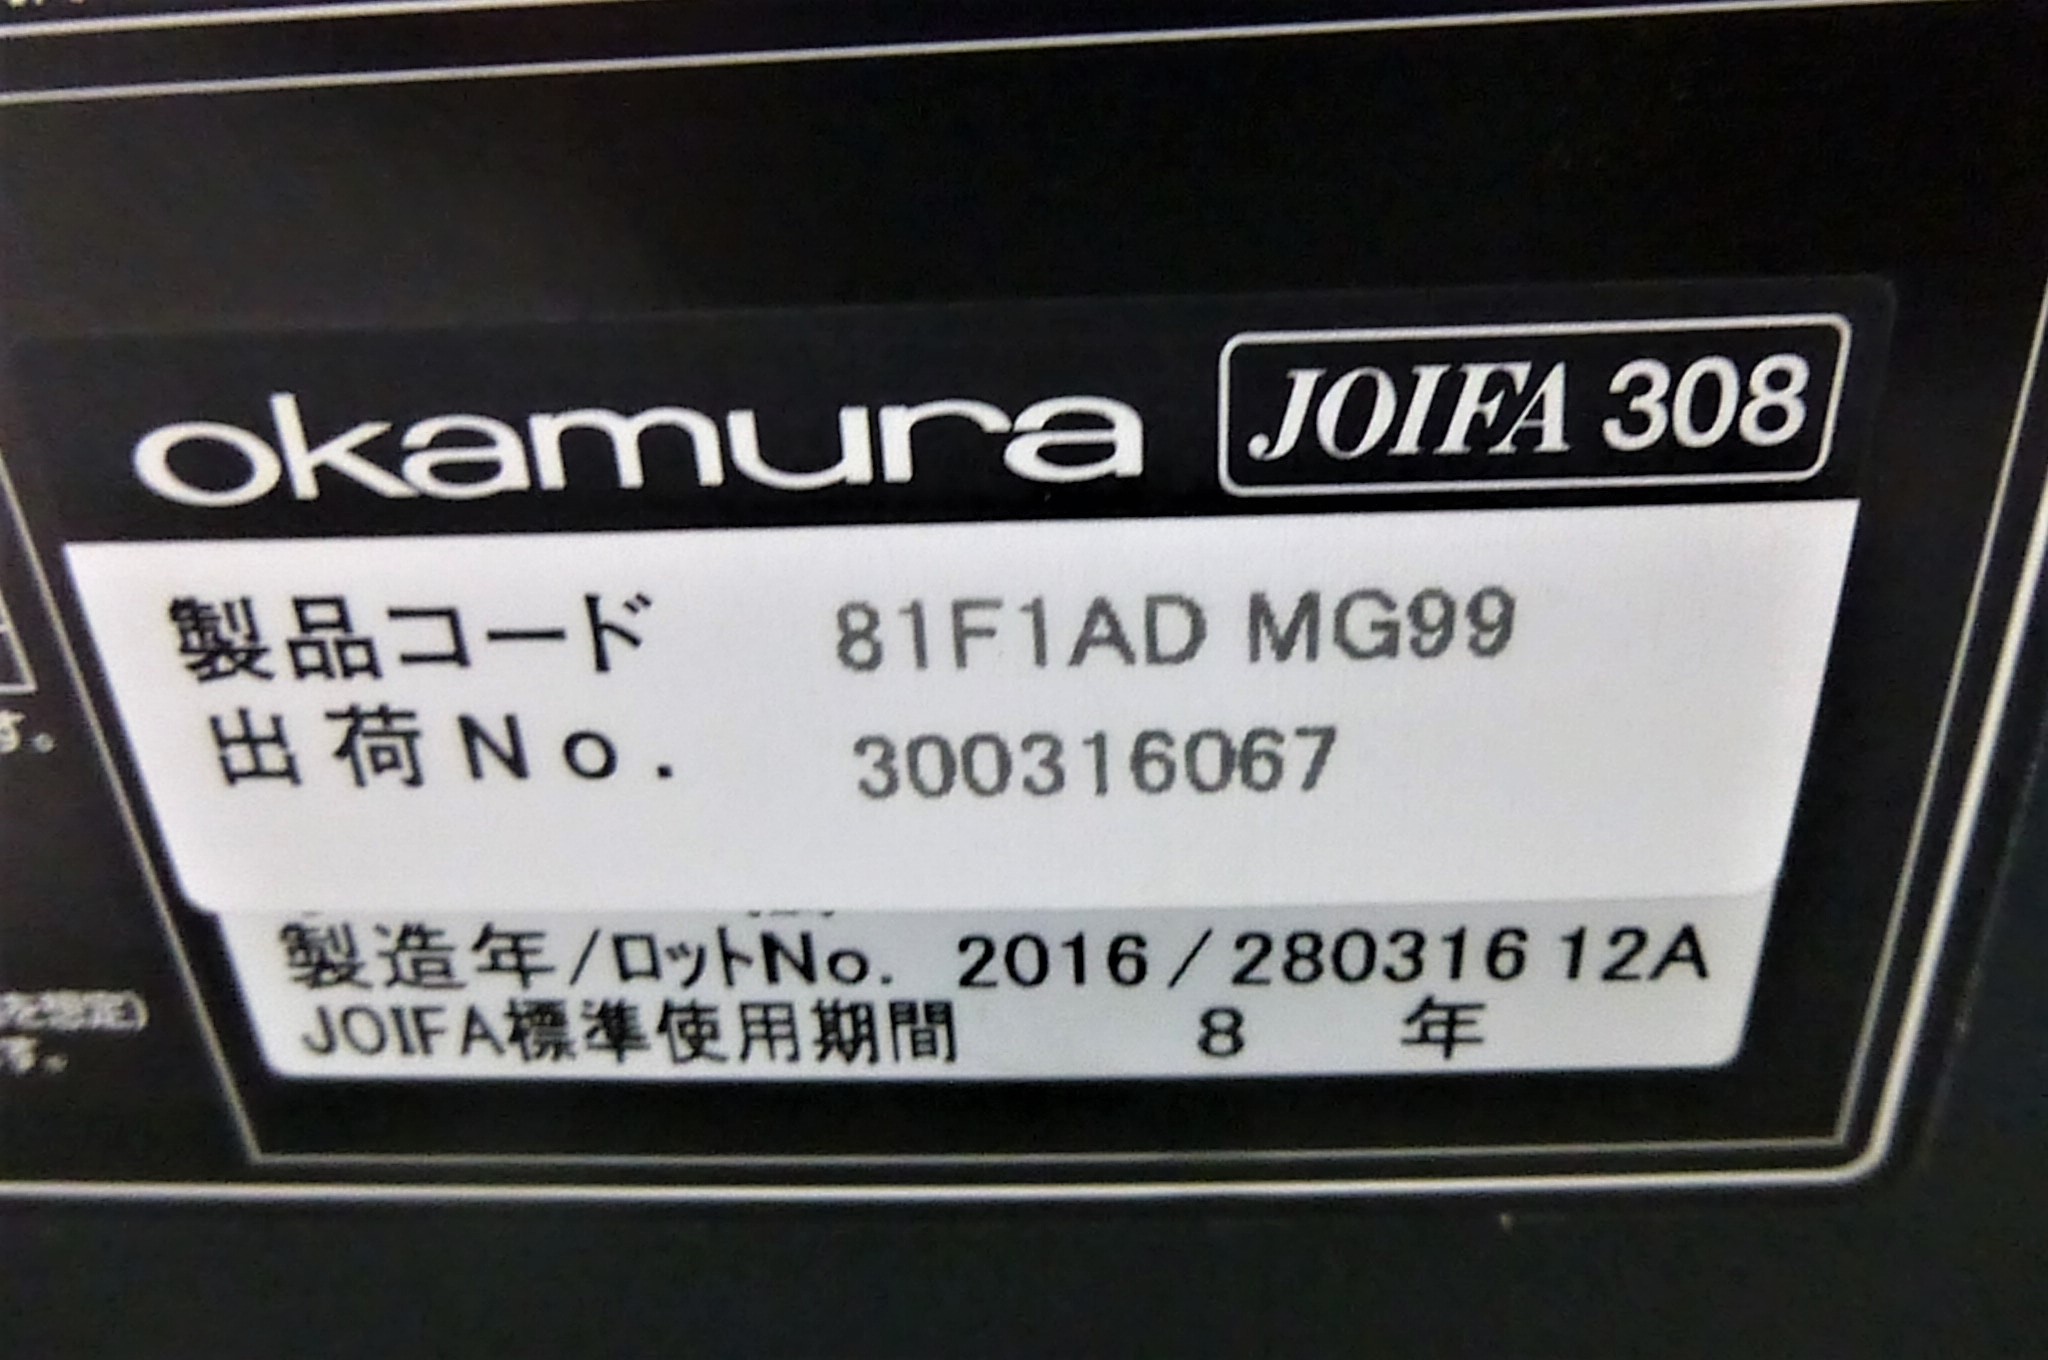 okamura JOIFA 308
製品コード 81F1AD MG99
出荷No. 300316067
製造年/ロットNo. 2016/280316 12A
JOIFA標準使用期間 8 年
す。
す。